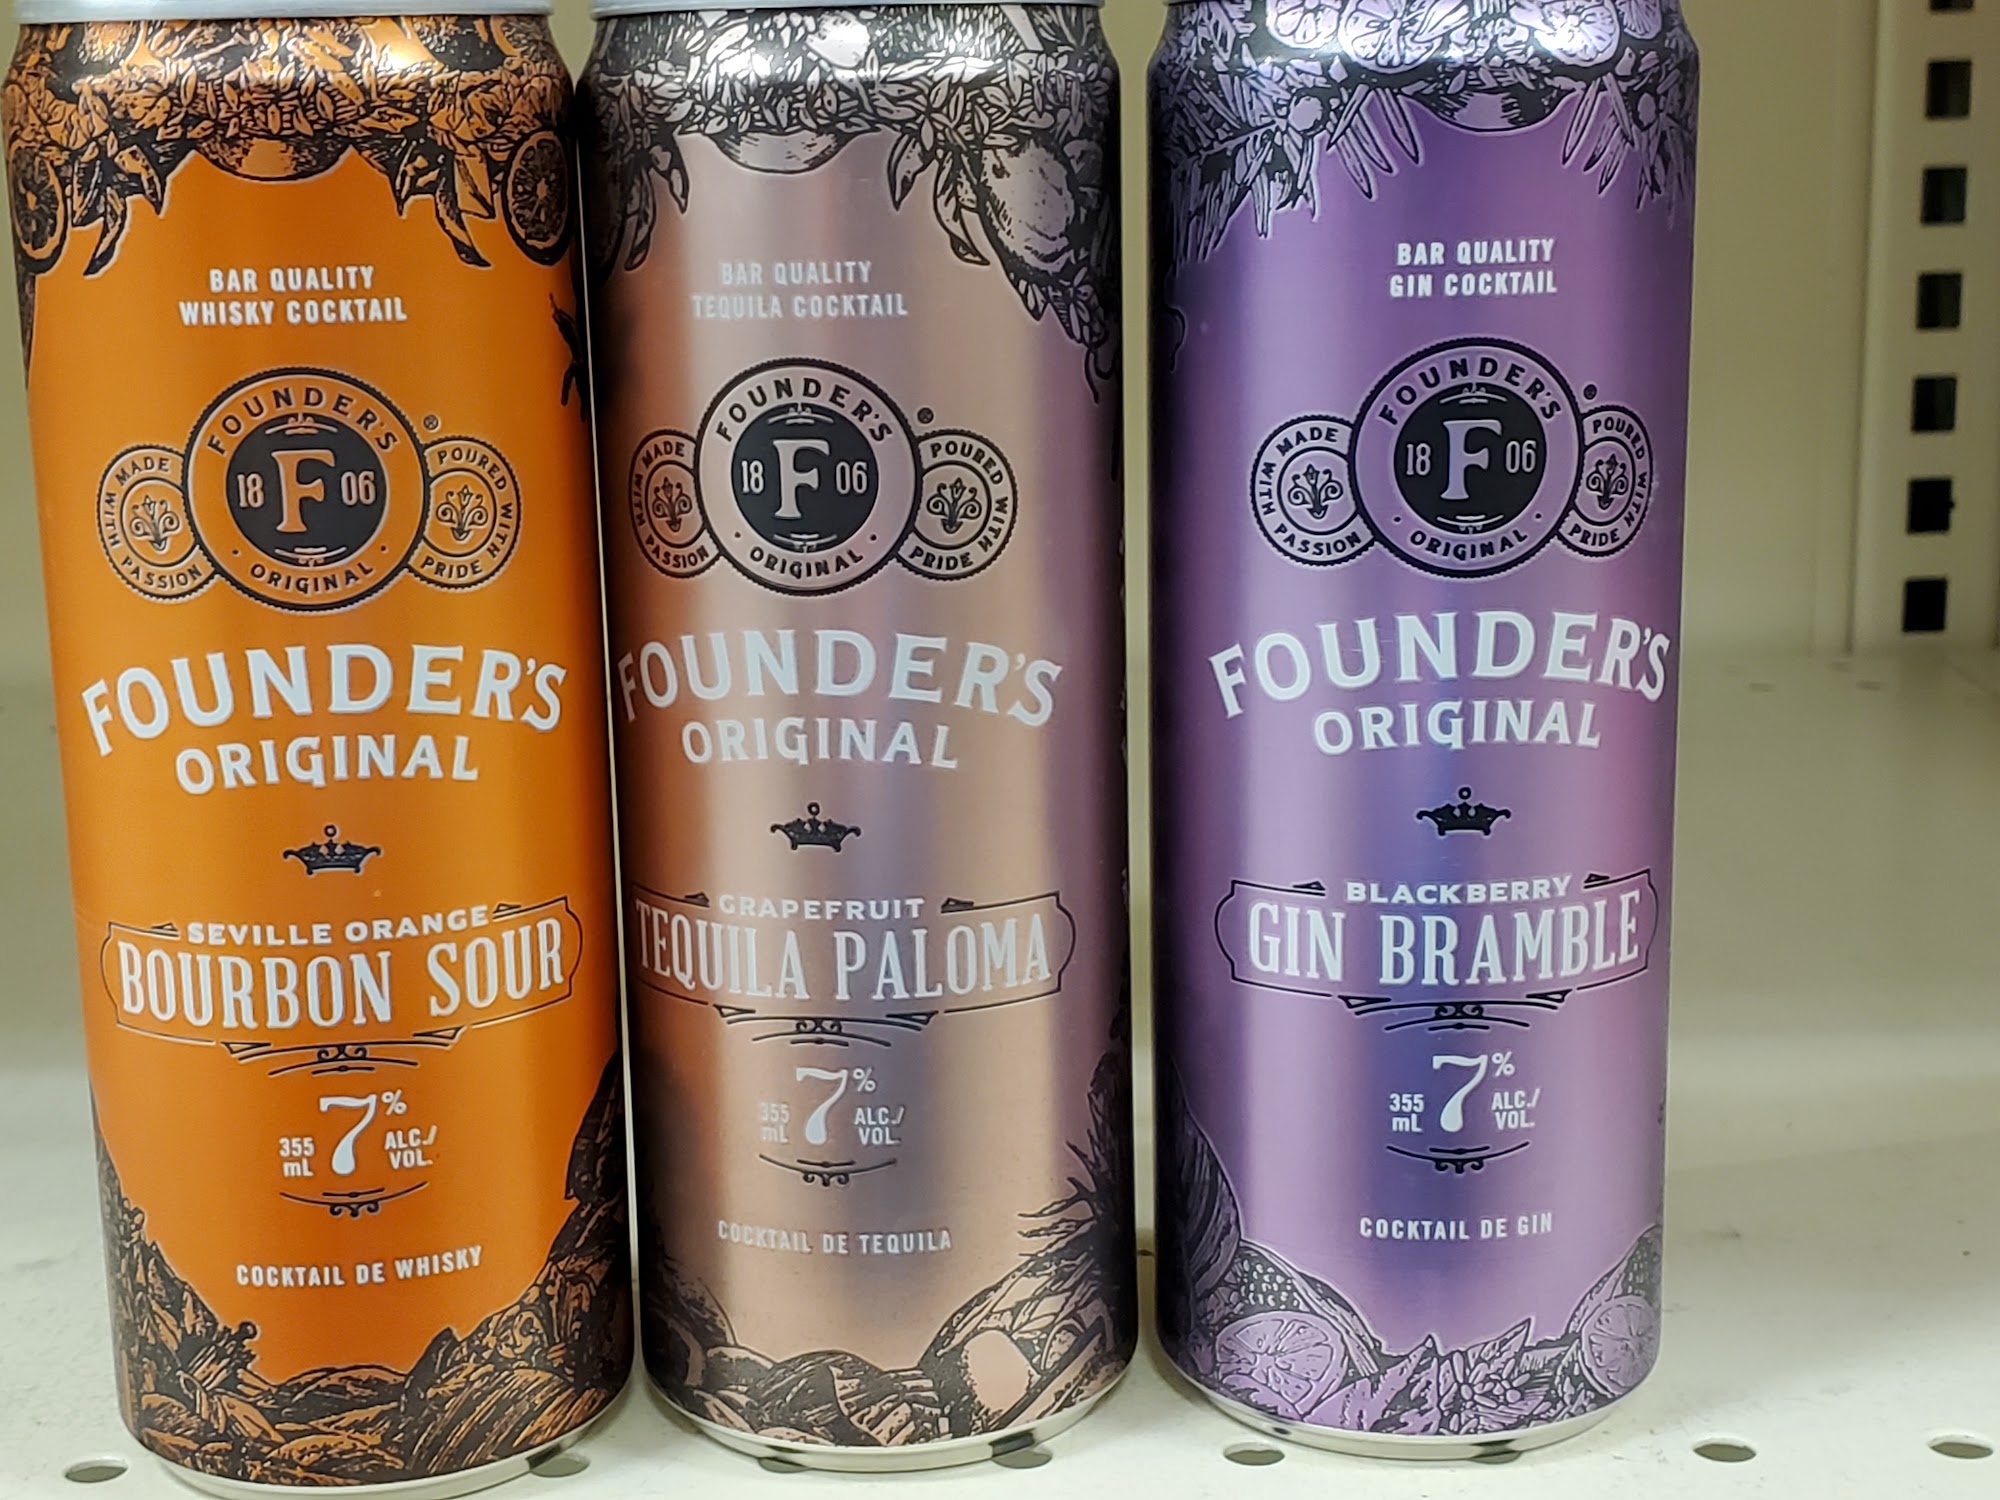 BAR QUALITY
WHISKY COCKTAIL
FOUNDER'S
18 F 06
ORIGINAL
MADE WITH PASSION
POURED WITH PRIDE
®
FOUNDER'S
ORIGINAL
SEVILLE ORANGE
BOURBON SOUR
355 mL
7%
ALC./VOL.
COCKTAIL DE WHISKY
BAR QUALITY
TEQUILA COCKTAIL
FOUNDER'S
18 F 06
ORIGINAL
MADE WITH PASSION
POURED WITH PRIDE
®
FOUNDER'S
ORIGINAL
GRAPEFRUIT
TEQUILA PALOMA
355 mL
7%
ALC./VOL.
COCKTAIL DE TEQUILA
BAR QUALITY
GIN COCKTAIL
FOUNDER'S
18 F 06
ORIGINAL
MADE WITH PASSION
POURED WITH PRIDE
®
FOUNDER'S
ORIGINAL
BLACKBERRY
GIN BRAMBLE
355 mL
7%
ALC./VOL.
COCKTAIL DE GIN